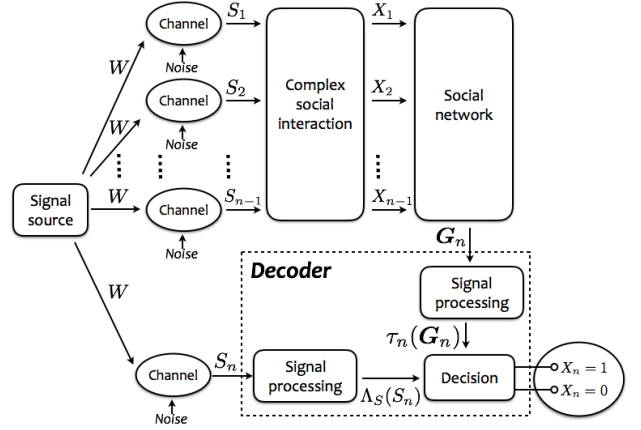 Channel
S₁
X₁
W
Noise
Complex
social
interaction
Social
network
Channel
S₂
X₂
W
Noise
Signal
source
W
Channel
Sₙ₋₁
Xₙ₋₁
Noise
Gₙ
Decoder
Signal
processing
W
τₙ(Gₙ)
Channel
Sₙ
Signal
processing
Λ_S(Sₙ)
Decision
Xₙ = 1
Xₙ = 0
Noise